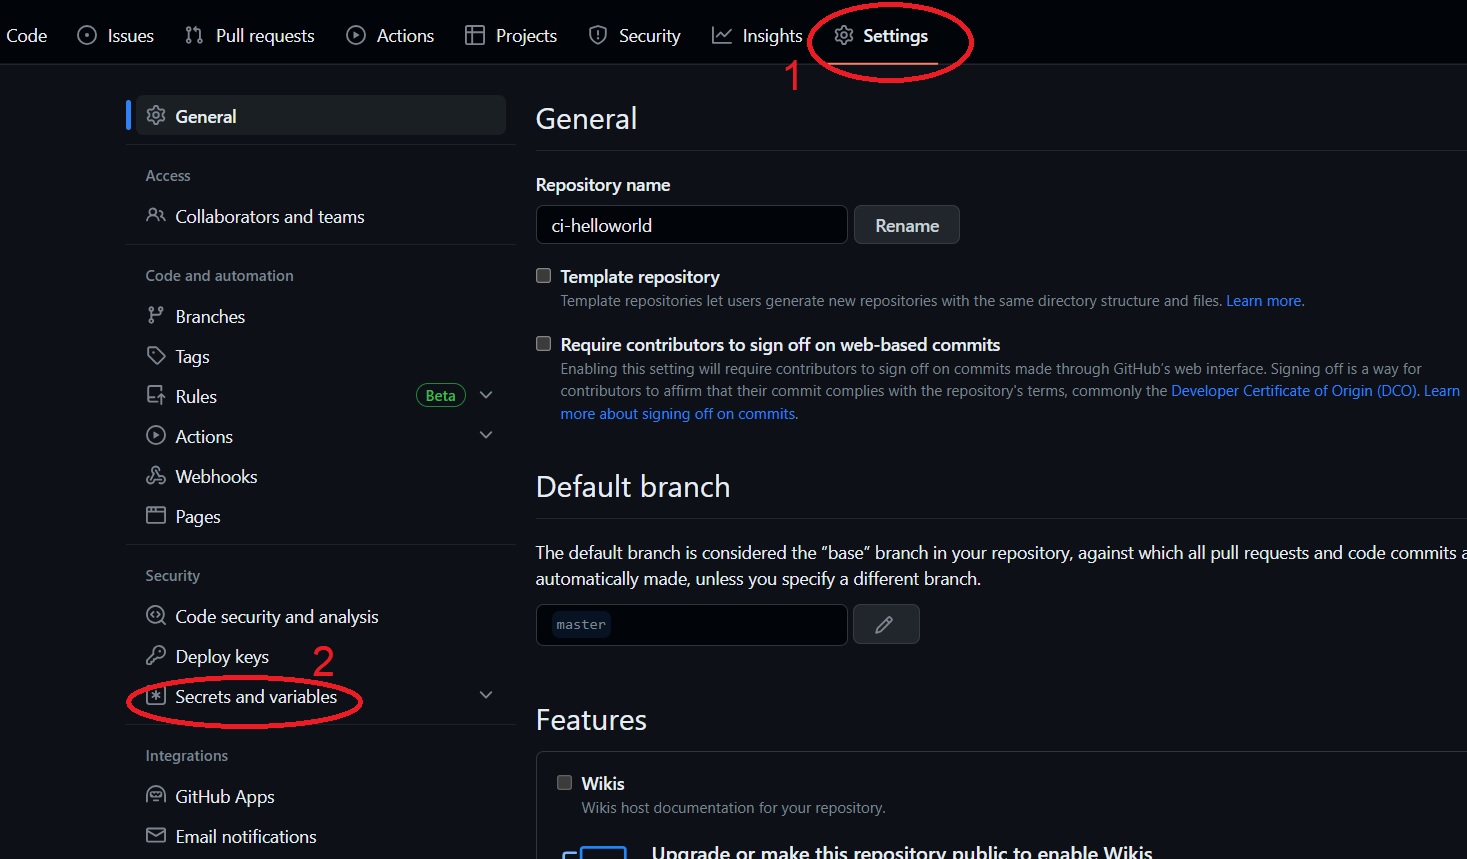 Code Issues Pull requests Actions Projects Security Insights Settings
1
General
Access
Collaborators and teams
Code and automation
Branches
Tags
Rules Beta
Actions
Webhooks
Pages
Security
Code security and analysis
Deploy keys
2
Secrets and variables
Integrations
GitHub Apps
Email notifications
General
Repository name
ci-helloworld Rename
Template repository
Template repositories let users generate new repositories with the same directory structure and files. Learn more.
Require contributors to sign off on web-based commits
Enabling this setting will require contributors to sign off on commits made through GitHub's web interface. Signing off is a way for
contributors to affirm that their commit complies with the repository's terms, commonly the Developer Certificate of Origin (DCO). Learn
more about signing off on commits.
Default branch
The default branch is considered the “base” branch in your repository, against which all pull requests and code commits a
automatically made, unless you specify a different branch.
master
Features
Wikis
Wikis host documentation for your repository.
Upgrade or make this repository public to enable Wikis